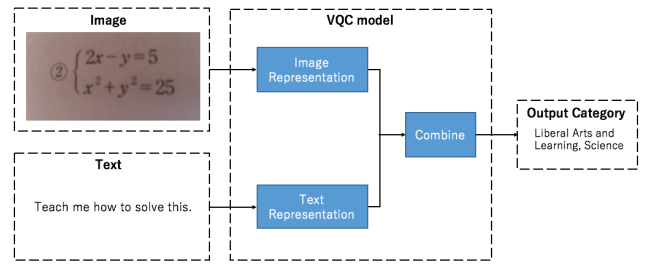 Image
② { 2x − y = 5
x² + y² = 25
Text
Teach me how to solve this.
VQC model
Image
Representation
Text
Representation
Combine
Output Category
Liberal Arts and
Learning, Science